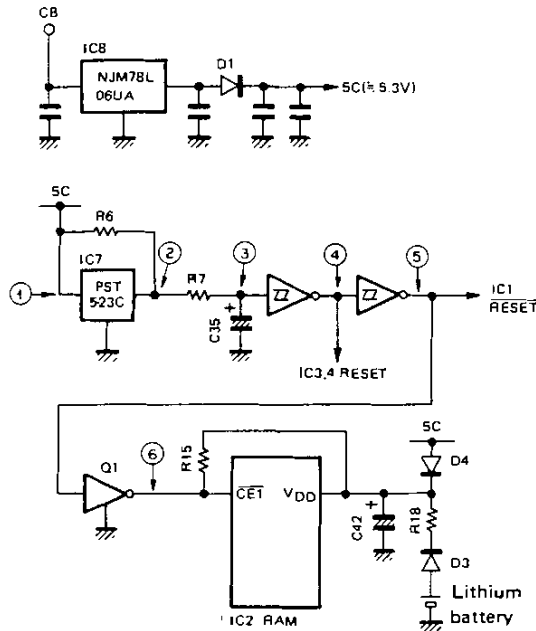 C8
IC8
NJM78L
06UA
D1
5C(≒5.3V)
5C
R6
IC7
PST
523C
1
2
R7
3
C35
4
5
IC1
RESET
IC3,4 RESET
Q1
6
R15
CE1
VDD
IC2 RAM
C42
5C
D4
R18
D3
Lithium
battery